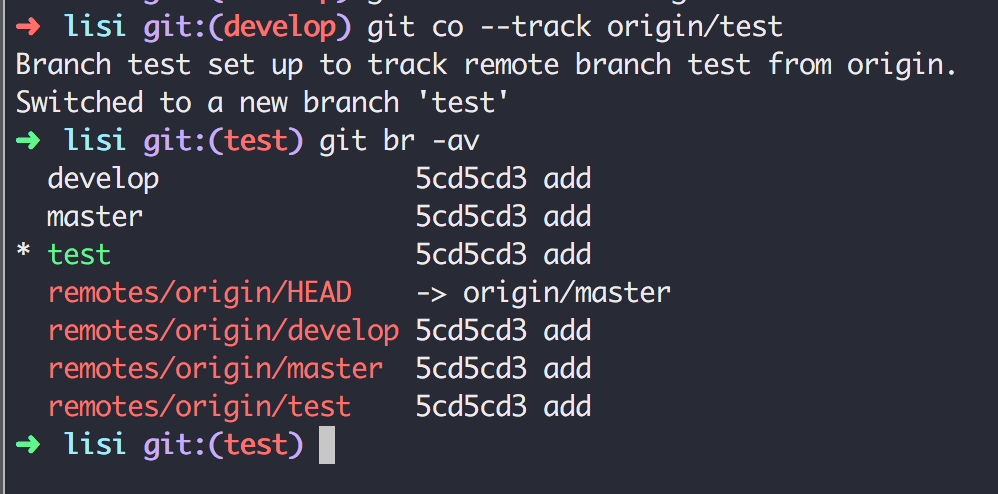 ➜ lisi git:(develop) git co --track origin/test
Branch test set up to track remote branch test from origin.
Switched to a new branch 'test'
➜ lisi git:(test) git br -av
develop 5cd5cd3 add
master 5cd5cd3 add
* test 5cd5cd3 add
remotes/origin/HEAD -> origin/master
remotes/origin/develop 5cd5cd3 add
remotes/origin/master 5cd5cd3 add
remotes/origin/test 5cd5cd3 add
➜ lisi git:(test)